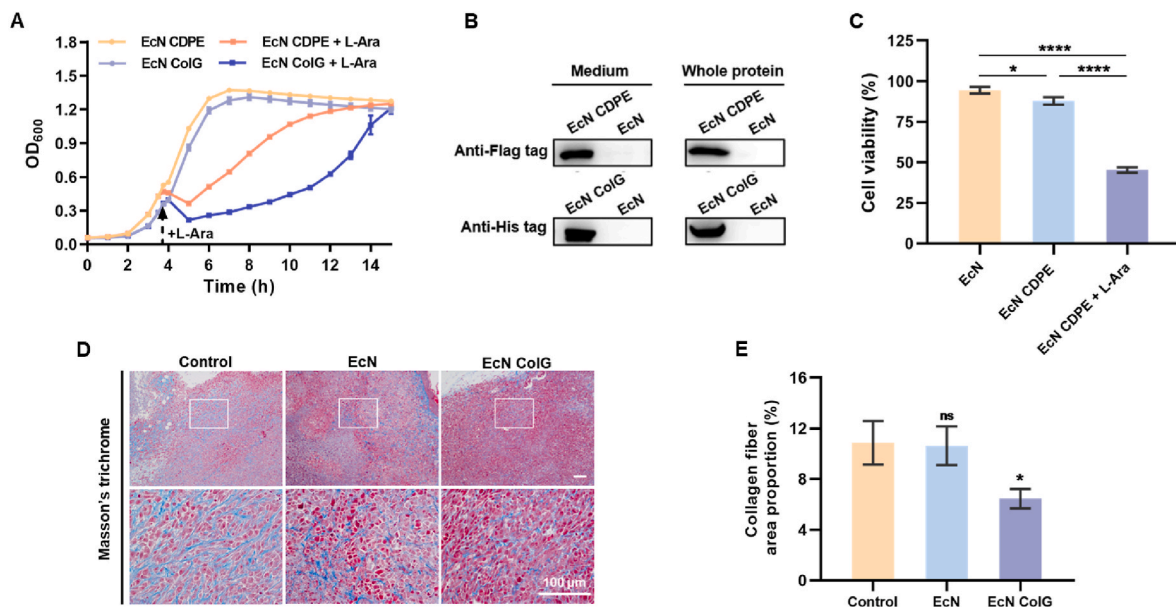 A
EcN CDPE
EcN ColG
EcN CDPE + L-Ara
EcN ColG + L-Ara
OD600
1.8
1.5
1.2
0.9
0.6
0.3
0.0
+L-Ara
0 2 4 6 8 10 12 14
Time (h)
B
Medium
Whole protein
EcN CDPE
EcN
EcN CDPE
EcN
Anti-Flag tag
EcN ColG
EcN
EcN ColG
EcN
Anti-His tag
C
Cell viability (%)
125
100
75
50
25
0
****
* ****
EcN
EcN CDPE
EcN CDPE + L-Ara
D
Control EcN EcN ColG
Masson's trichrome
100 μm
E
Collagen fiber
area proportion (%)
16
12
8
4
0
ns
*
Control EcN EcN ColG